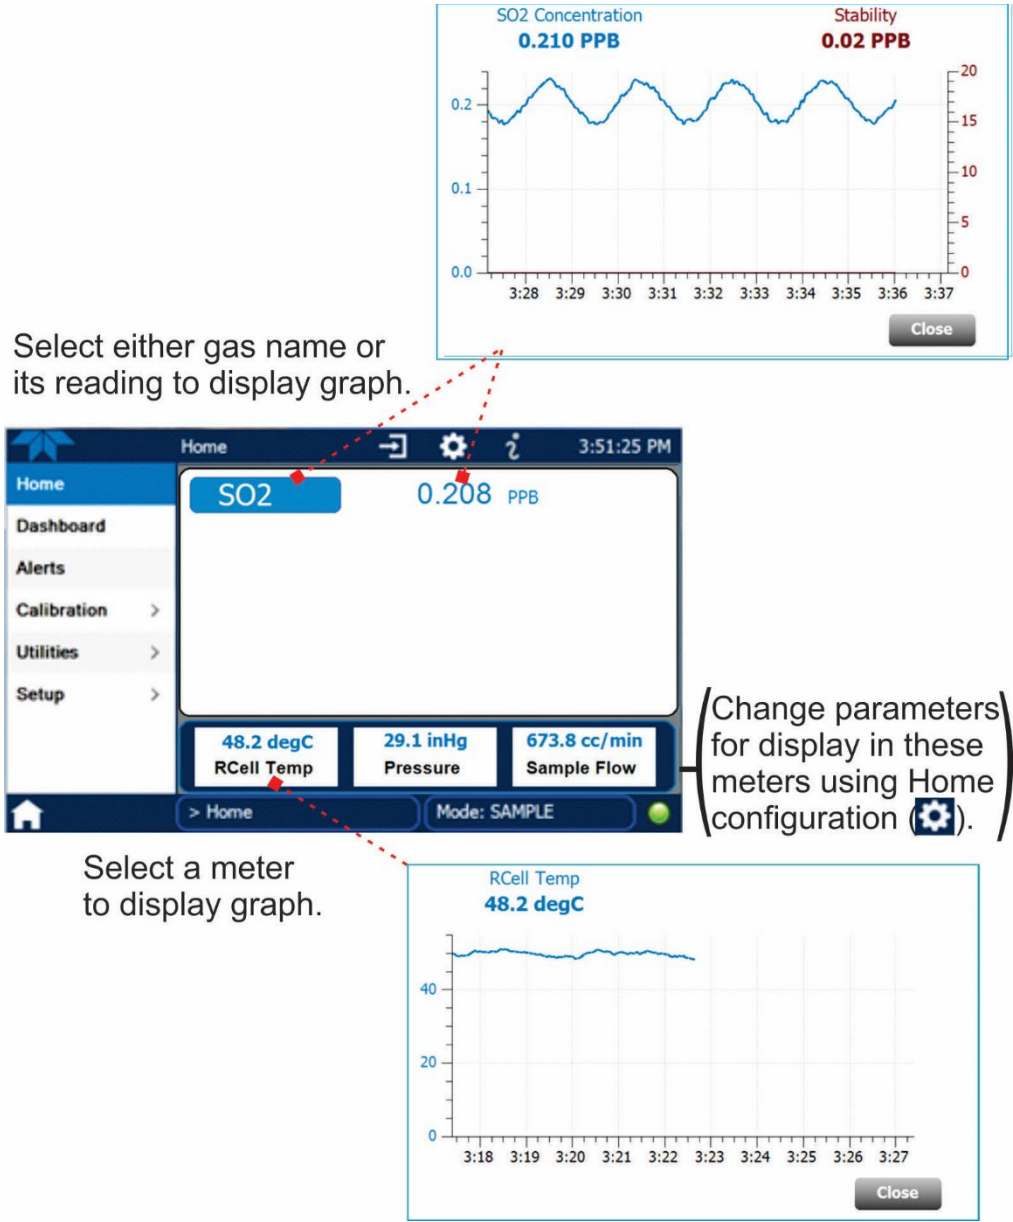 SO2 Concentration
0.210 PPB
Stability
0.02 PPB
0.2
0.1
0.0
20
15
10
5
0
3:28 3:29 3:30 3:31 3:32 3:33 3:34 3:35 3:36 3:37
Close
Select either gas name or
its reading to display graph.
Home
3:51:25 PM
Home
Dashboard
Alerts
Calibration >
Utilities >
Setup >
SO2
0.208 PPB
48.2 degC
RCell Temp
29.1 inHg
Pressure
673.8 cc/min
Sample Flow
> Home
Mode: SAMPLE
(Change parameters
for display in these
meters using Home
configuration ( ).)
Select a meter
to display graph.
RCell Temp
48.2 degC
40
20
0
3:18 3:19 3:20 3:21 3:22 3:23 3:24 3:25 3:26 3:27
Close